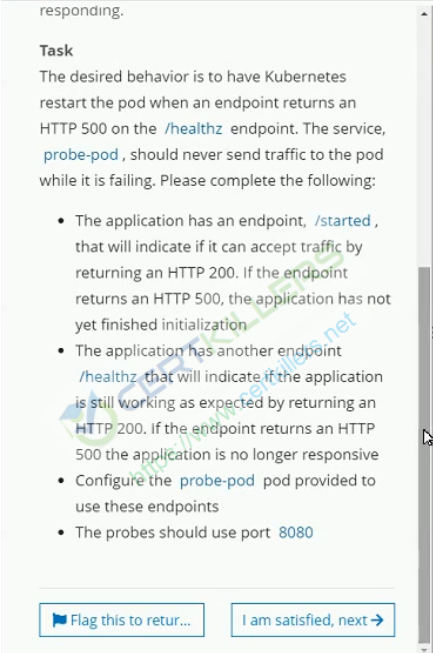 responding.
Task
The desired behavior is to have Kubernetes
restart the pod when an endpoint returns an
HTTP 500 on the /healthz endpoint. The service,
probe-pod , should never send traffic to the pod
while it is failing. Please complete the following:
The application has an endpoint, /started ,
that will indicate if it can accept traffic by
returning an HTTP 200. If the endpoint
returns an HTTP 500, the application has not
yet finished initialization
The application has another endpoint
/healthz that will indicate if the application
is still working as expected by returning an
HTTP 200. If the endpoint returns an HTTP
500 the application is no longer responsive
Configure the probe-pod pod provided to
use these endpoints
The probes should use port 8080
Flag this to retur...
I am satisfied, next
CERTKILLERS
https://www.certkillers.net